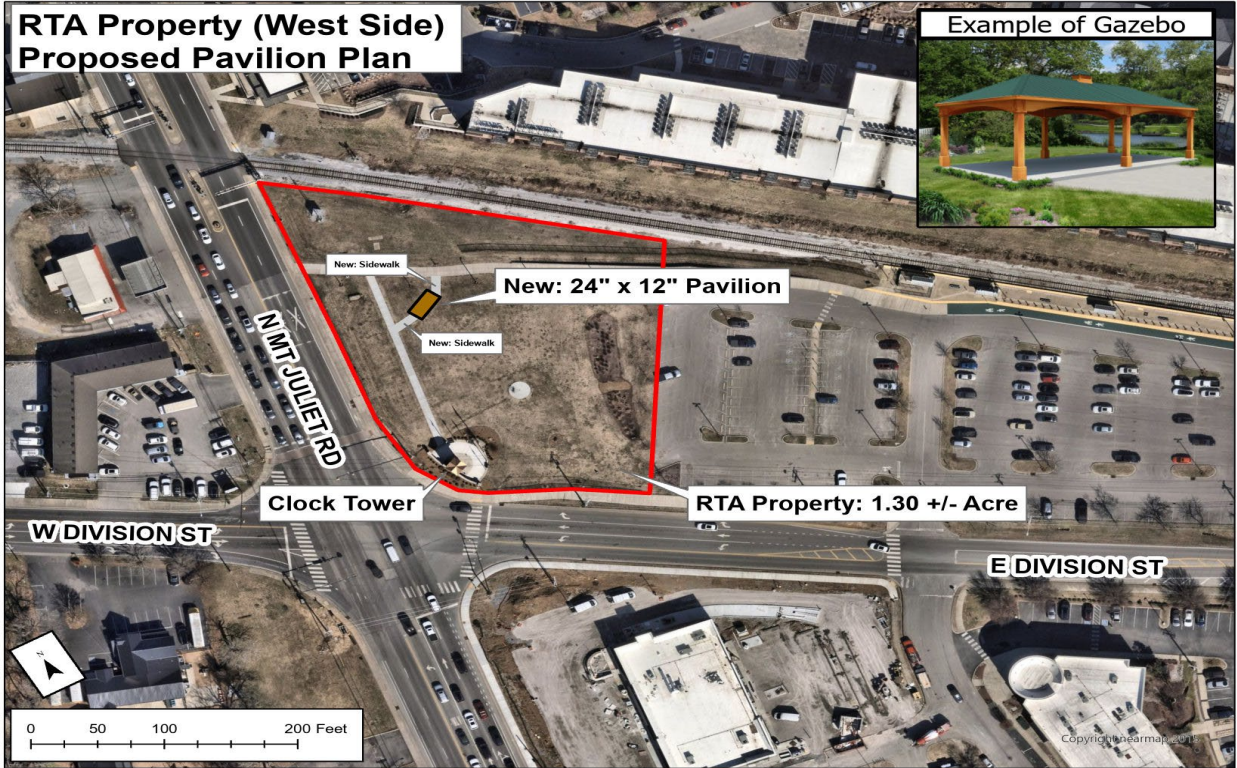 RTA Property (West Side)
Proposed Pavilion Plan
Example of Gazebo
New: Sidewalk
New: 24" x 12" Pavilion
New: Sidewalk
N MT JULIET RD
Clock Tower
RTA Property: 1.30 +/- Acre
W DIVISION ST
E DIVISION ST
N
0 50 100 200 Feet
Copyright nearmap 2015